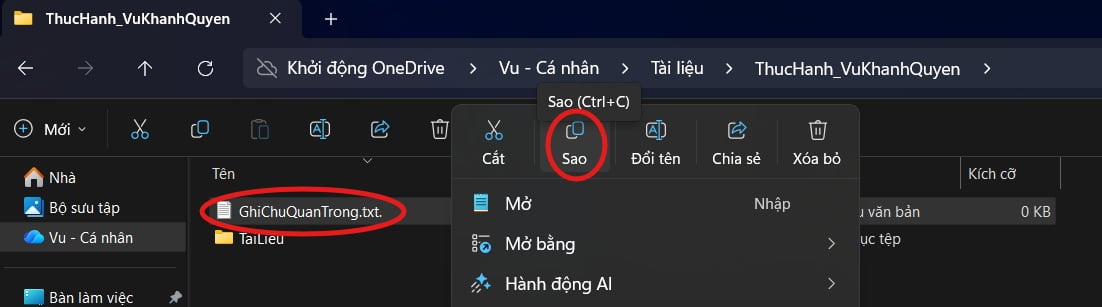 ThucHanh_VuKhanhQuyen
Khởi động OneDrive > Vu - Cá nhân > Tài liệu > ThucHanh_VuKhanhQuyen >
Sao (Ctrl+C)
Mới
Cắt
Sao
Đổi tên
Chia sẻ
Xóa bỏ
Nhà
Bộ sưu tập
Vu - Cá nhân
Bàn làm việc
Tên
Kích cỡ
GhiChuQuanTrong.txt.
u văn bản
0 KB
TaiLieu
ục tệp
Mở
Nhập
Mở bằng
Hành động AI